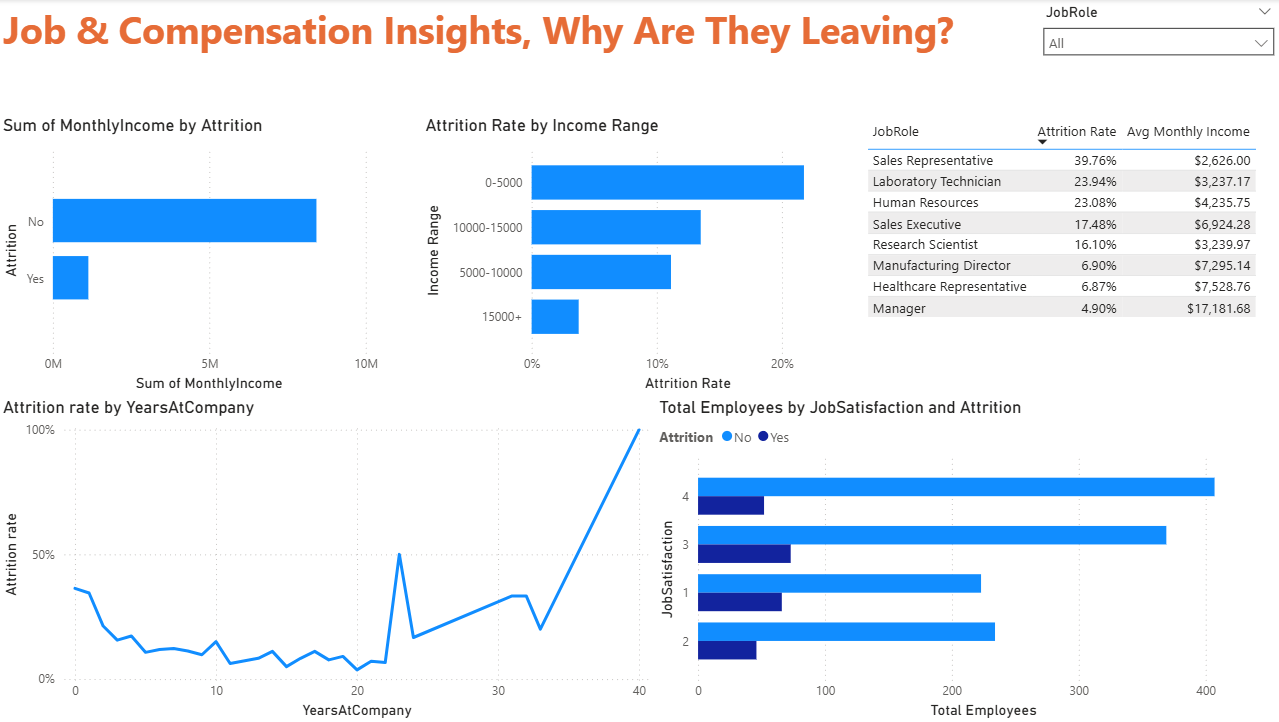 Job & Compensation Insights, Why Are They Leaving?
JobRole
All
Sum of MonthlyIncome by Attrition
Attrition
No
Yes
0M 5M 10M
Sum of MonthlyIncome
Attrition Rate by Income Range
Income Range
0-5000
10000-15000
5000-10000
15000+
0% 10% 20%
Attrition Rate
JobRole Attrition Rate Avg Monthly Income
Sales Representative 39.76% $2,626.00
Laboratory Technician 23.94% $3,237.17
Human Resources 23.08% $4,235.75
Sales Executive 17.48% $6,924.28
Research Scientist 16.10% $3,239.97
Manufacturing Director 6.90% $7,295.14
Healthcare Representative 6.87% $7,528.76
Manager 4.90% $17,181.68
Attrition rate by YearsAtCompany
Attrition rate
100%
50%
0%
0 10 20 30 40
YearsAtCompany
Total Employees by JobSatisfaction and Attrition
Attrition No Yes
JobSatisfaction
4
3
1
2
0 100 200 300 400
Total Employees